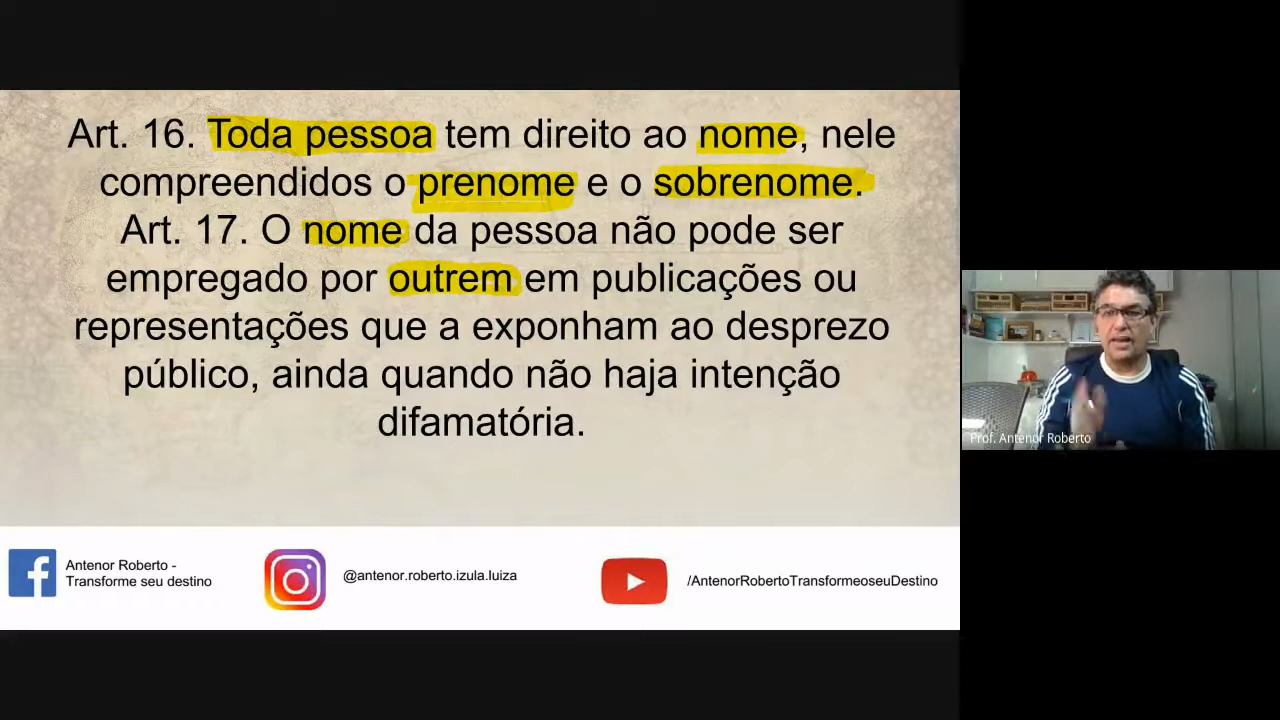 Art. 16. Toda pessoa tem direito ao nome, nele
compreendidos o prenome e o sobrenome.
Art. 17. O nome da pessoa não pode ser
empregado por outrem em publicações ou
representações que a exponham ao desprezo
público, ainda quando não haja intenção
difamatória.
Antenor Roberto -
Transforme seu destino
@antenor.roberto.izula.luiza
/AntenorRobertoTransformeoseuDestino
Prof. Antenor Roberto